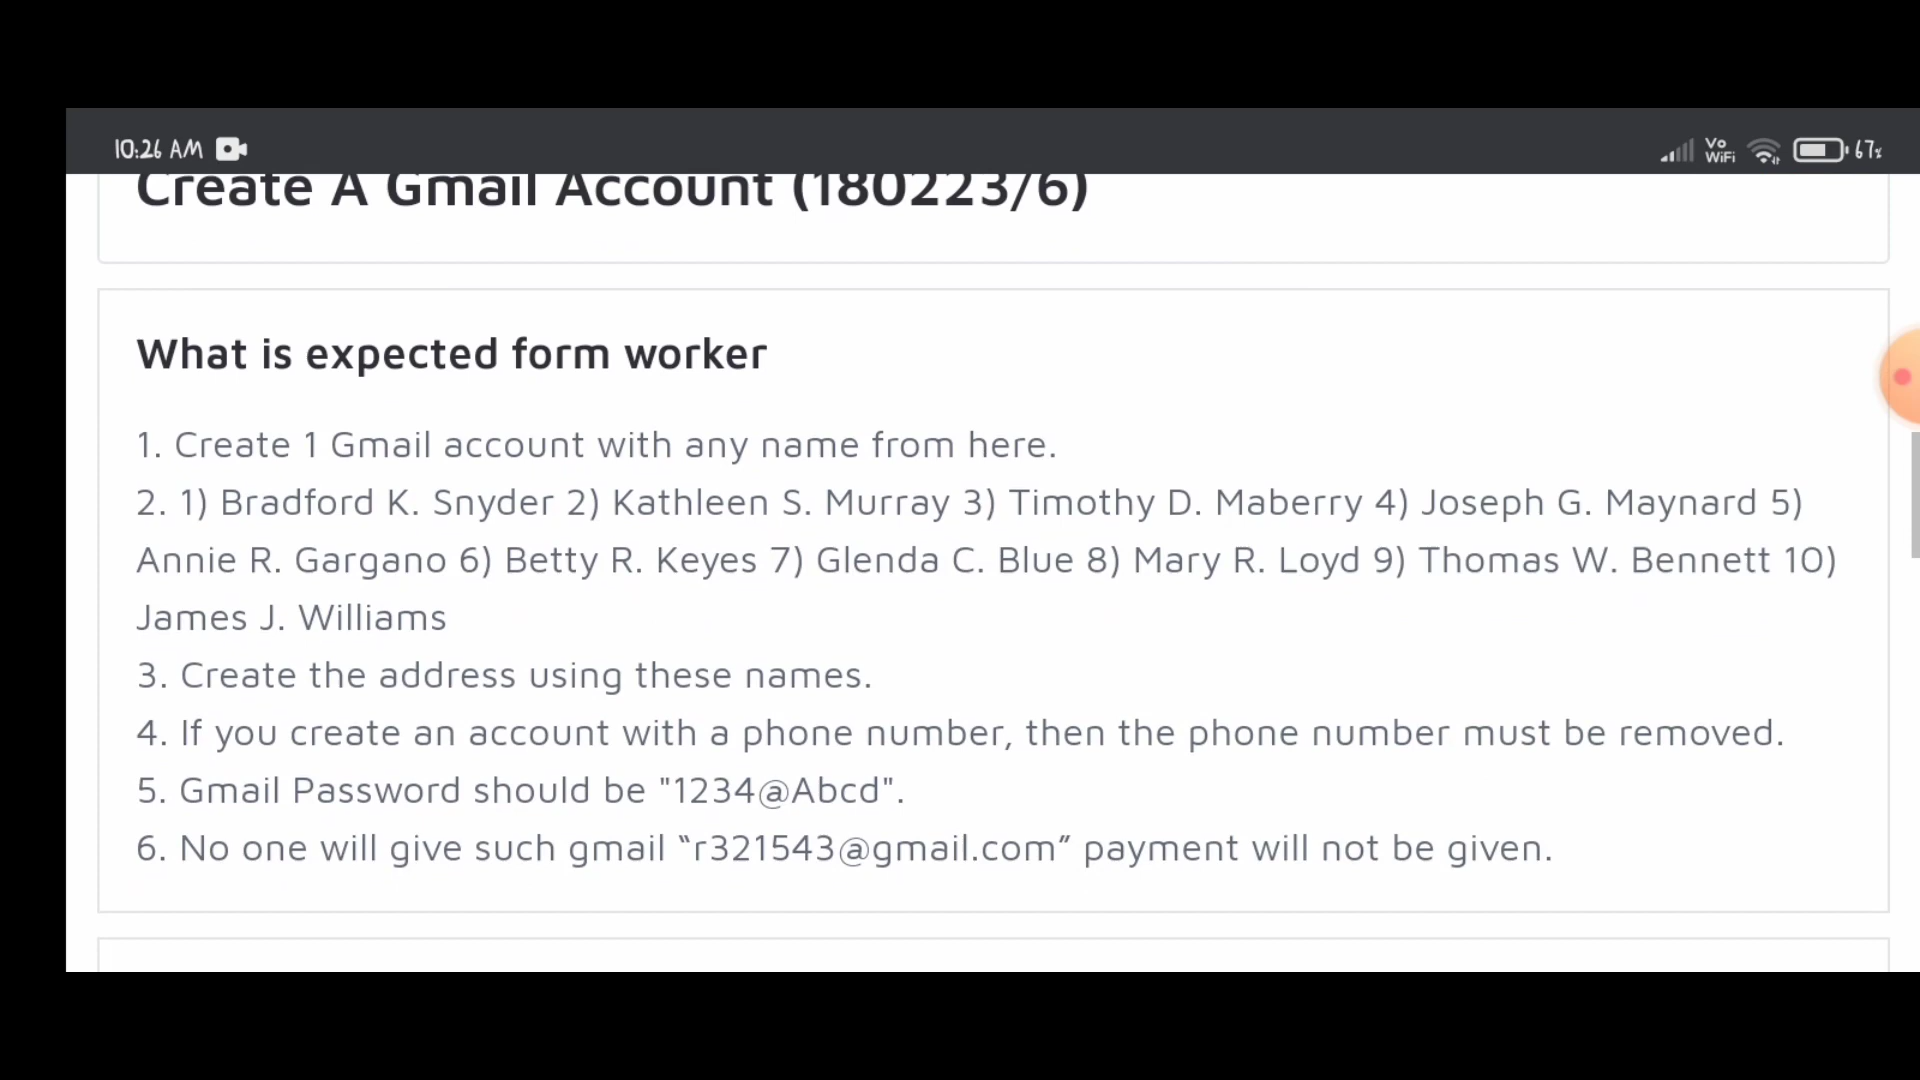 10:26 AM
Vo
WiFi
67%
Create A Gmail Account (180223/6)
What is expected form worker
1. Create 1 Gmail account with any name from here.
2. 1) Bradford K. Snyder 2) Kathleen S. Murray 3) Timothy D. Maberry 4) Joseph G. Maynard 5)
Annie R. Gargano 6) Betty R. Keyes 7) Glenda C. Blue 8) Mary R. Loyd 9) Thomas W. Bennett 10)
James J. Williams
3. Create the address using these names.
4. If you create an account with a phone number, then the phone number must be removed.
5. Gmail Password should be "1234@Abcd".
6. No one will give such gmail “r321543@gmail.com” payment will not be given.